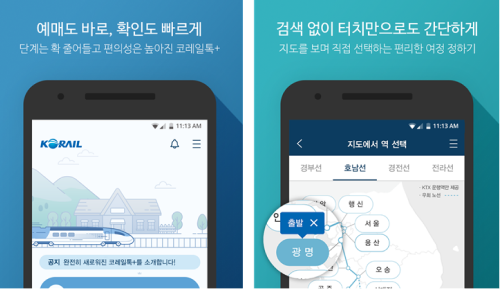 예매도 바로, 확인도 빠르게
단계는 확 줄어들고 편의성은 높아진 코레일톡+
11:13 AM
KORAIL
공지 완전히 새로워진 코레일톡+를 소개합니다!
검색 없이 터치만으로도 간단하게
지도를 보며 직접 선택하는 편리한 여정 정하기
11:13 AM
지도에서 역 선택
경부선 호남선 경전선 전라선
· KTX 운행역만 제공
행 신
서 울
용 산
출발 ×
광 명
오 송